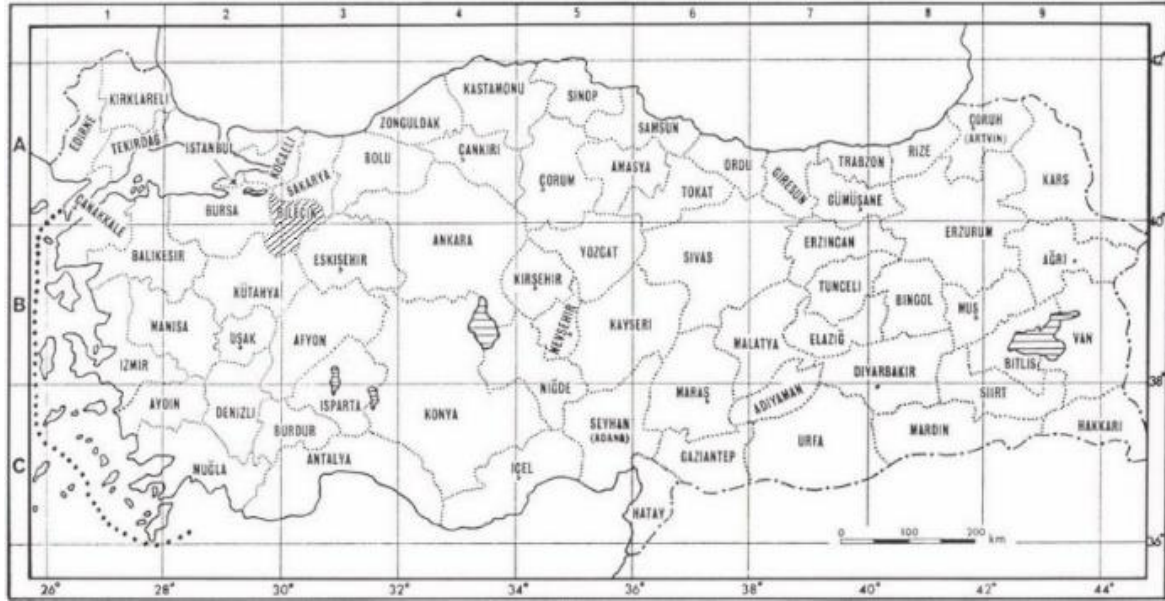 1 2 3 4 5 6 7 8 9
42°
KIRKLARELİ
EDİRNE
TEKİRDAĞ
İSTANBUL
KOCAELİ
SAKARYA
ZONGULDAK
BOLU
KASTAMONU
ÇANKIRI
SİNOP
SAMSUN
AMASYA
ÇORUM
TOKAT
ORDU
GİRESUN
TRABZON
GÜMÜŞANE
RİZE
ÇORUH
(ARTVİN)
KARS
A
ÇANAKKALE
BURSA
BİLECİK
40°
BALIKESİR
ESKİŞEHİR
ANKARA
KIRŞEHİR
YOZGAT
SİVAS
ERZİNCAN
ERZURUM
AĞRI
KÜTAHYA
TUNCELİ
BİNGÖL
MUŞ
B
MANİSA
UŞAK
AFYON
NEVŞEHİR
KAYSERİ
MALATYA
ELAZIĞ
VAN
BİTLİS
İZMİR
DİYARBAKIR
38°
AYDIN
DENİZLİ
ISPARTA
BURDUR
KONYA
NİĞDE
MARAŞ
ADIYAMAN
SİİRT
SEYHAN
(ADANA)
URFA
MARDİN
HAKKARİ
C
MUĞLA
ANTALYA
İÇEL
GAZİANTEP
HATAY
0 100 200 km
36°
26° 28° 30° 32° 34° 36° 38° 40° 42° 44°